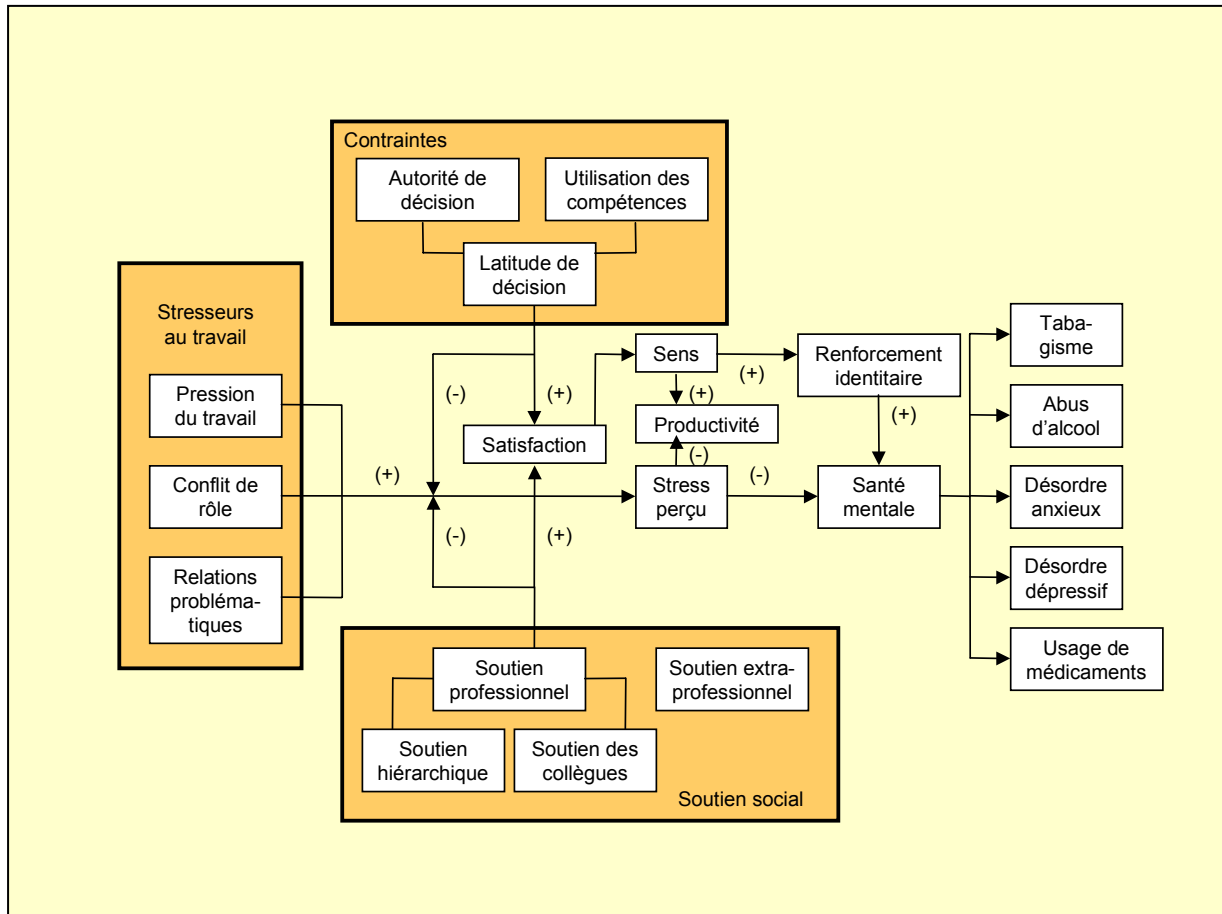 Contraintes
Autorité de
décision
Utilisation des
compétences
Latitude de
décision
Stresseurs
au travail
Pression
du travail
Conflit de
rôle
Relations
probléma-
tiques
(+)
(-)
(+)
(-)
(+)
Satisfaction
Sens
(+)
(+)
Productivité
(-)
Stress
perçu
(-)
Renforcement
identitaire
(+)
Santé
mentale
Taba-
gisme
Abus
d’alcool
Désordre
anxieux
Désordre
dépressif
Usage de
médicaments
Soutien
professionnel
Soutien extra-
professionnel
Soutien
hiérarchique
Soutien des
collègues
Soutien social